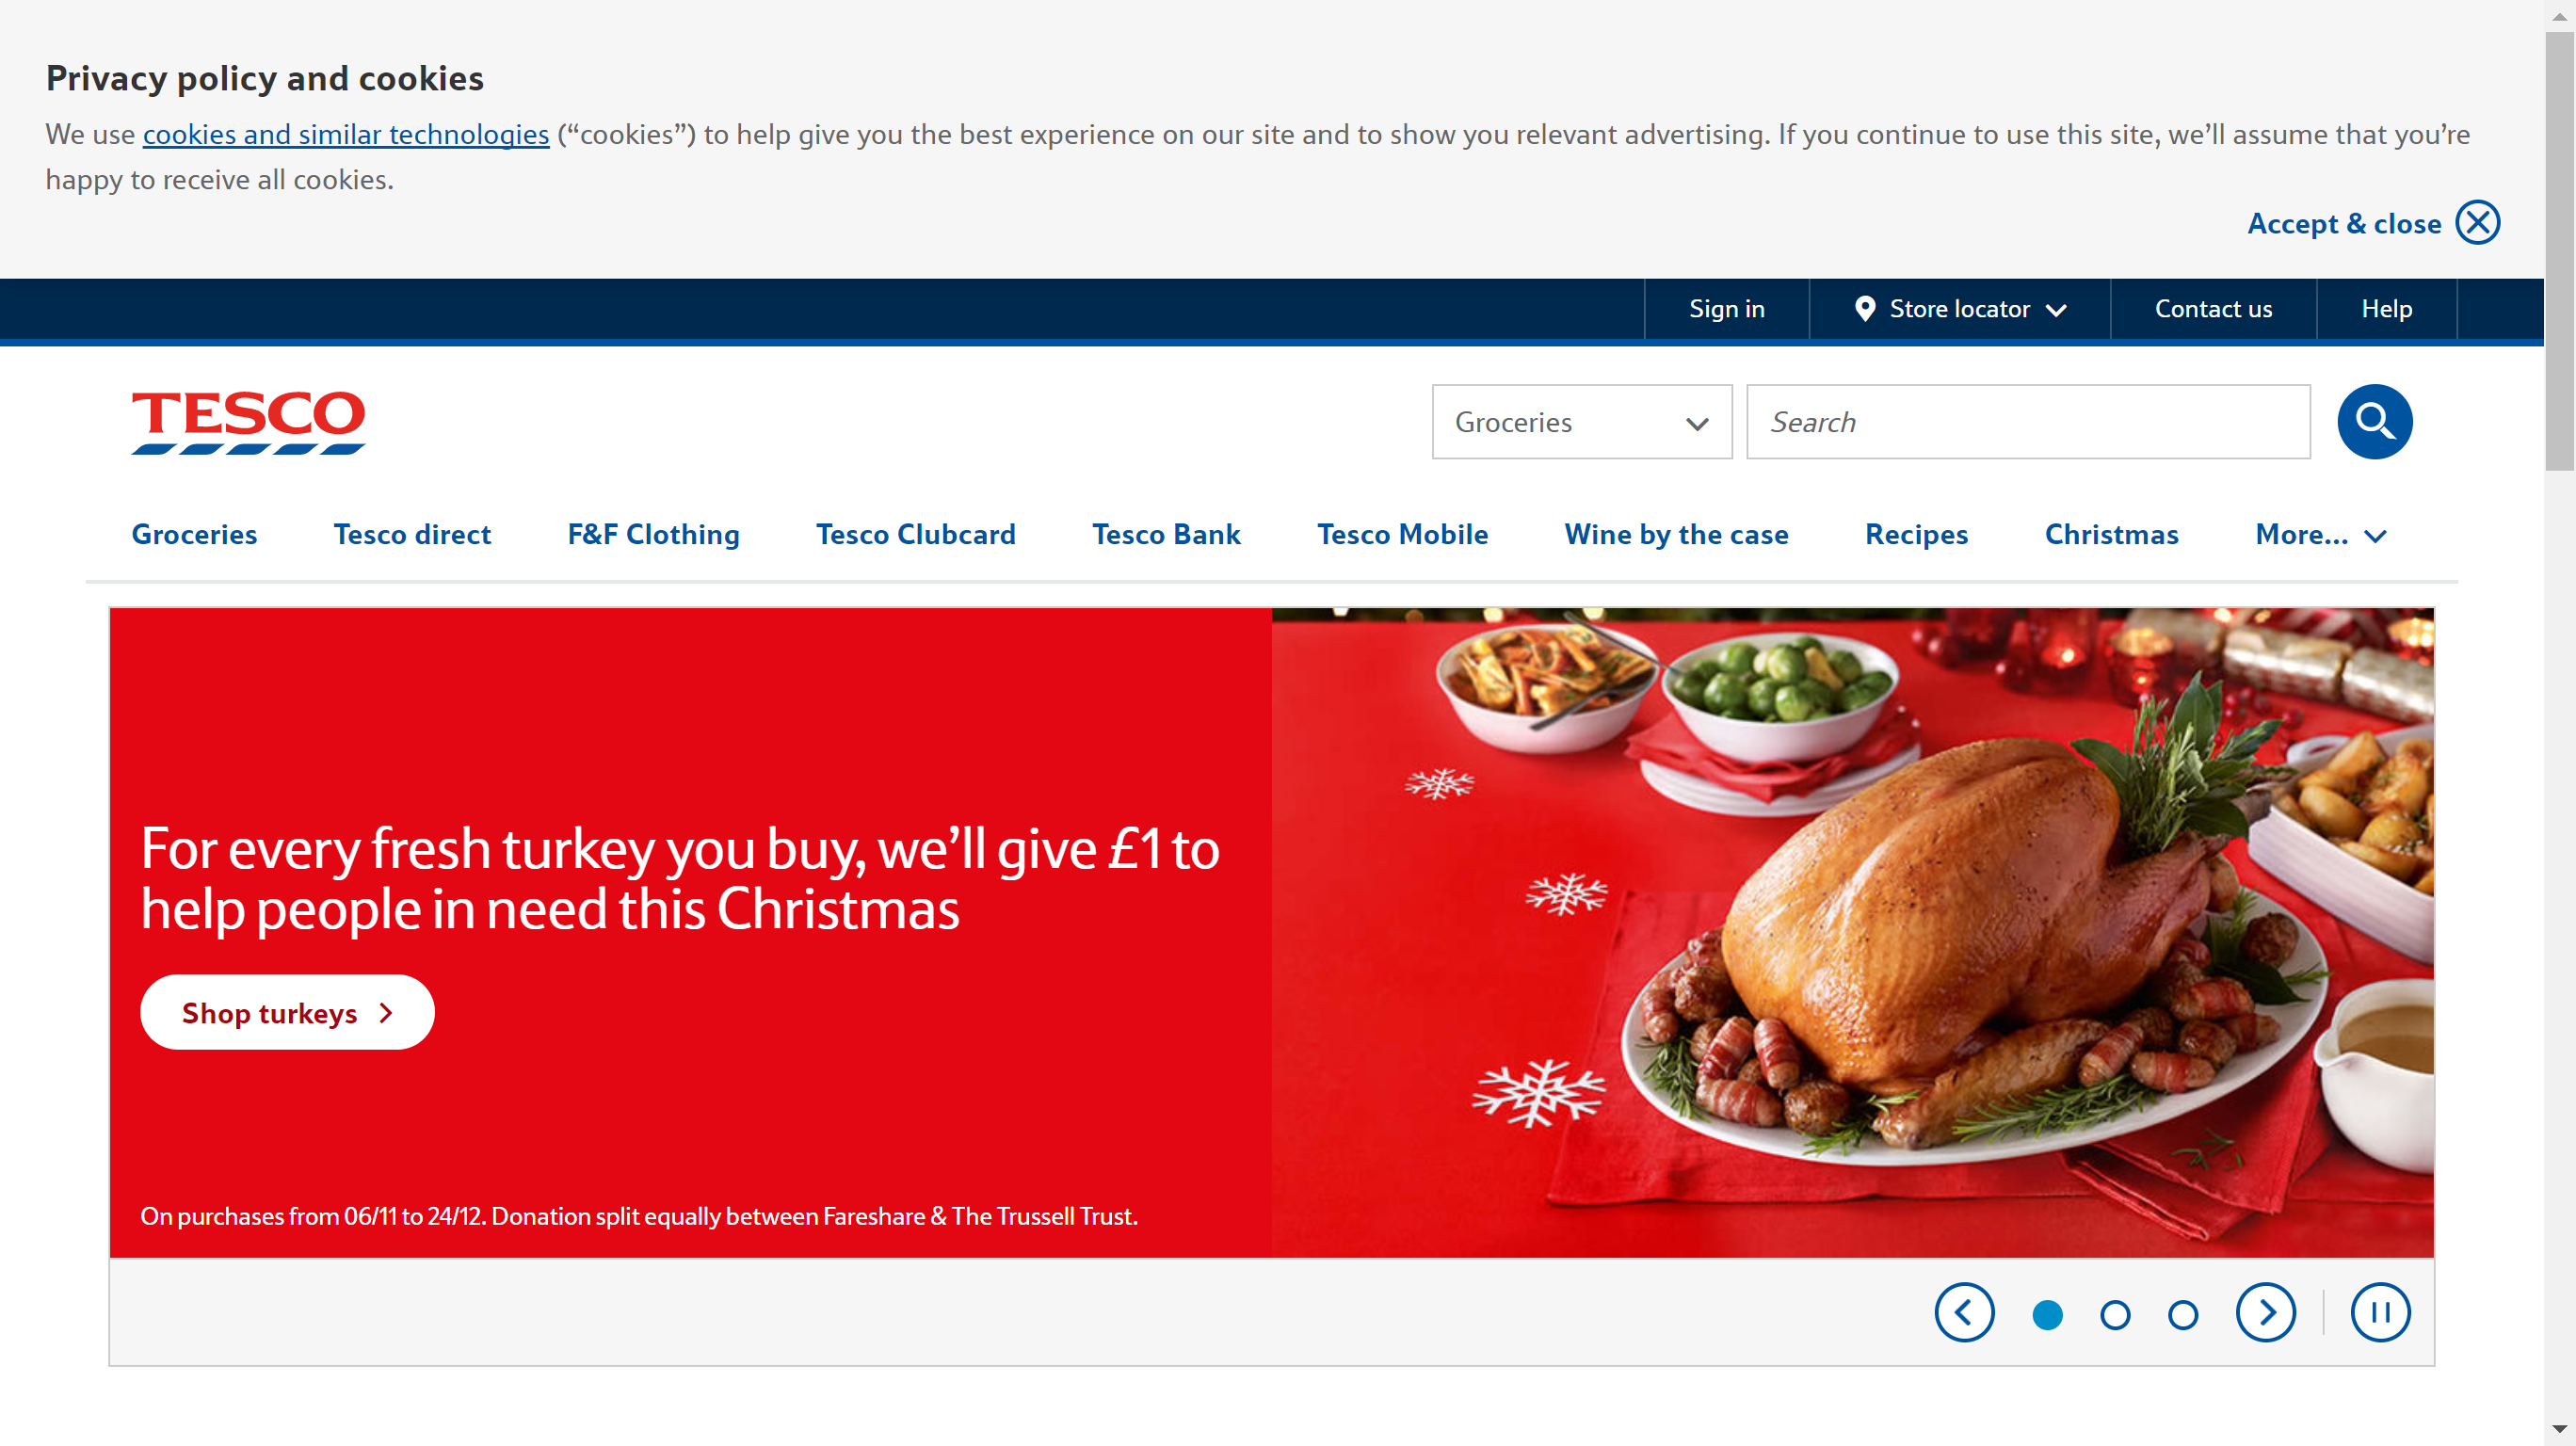 Privacy policy and cookies
We use cookies and similar technologies (“cookies”) to help give you the best experience on our site and to show you relevant advertising. If you continue to use this site, we’ll assume that you’re
happy to receive all cookies.
Accept & close
Sign in
Store locator
Contact us
Help
TESCO
Groceries
Search
Groceries
Tesco direct
F&F Clothing
Tesco Clubcard
Tesco Bank
Tesco Mobile
Wine by the case
Recipes
Christmas
More...
For every fresh turkey you buy, we’ll give £1 to
help people in need this Christmas
Shop turkeys
On purchases from 06/11 to 24/12. Donation split equally between Fareshare & The Trussell Trust.